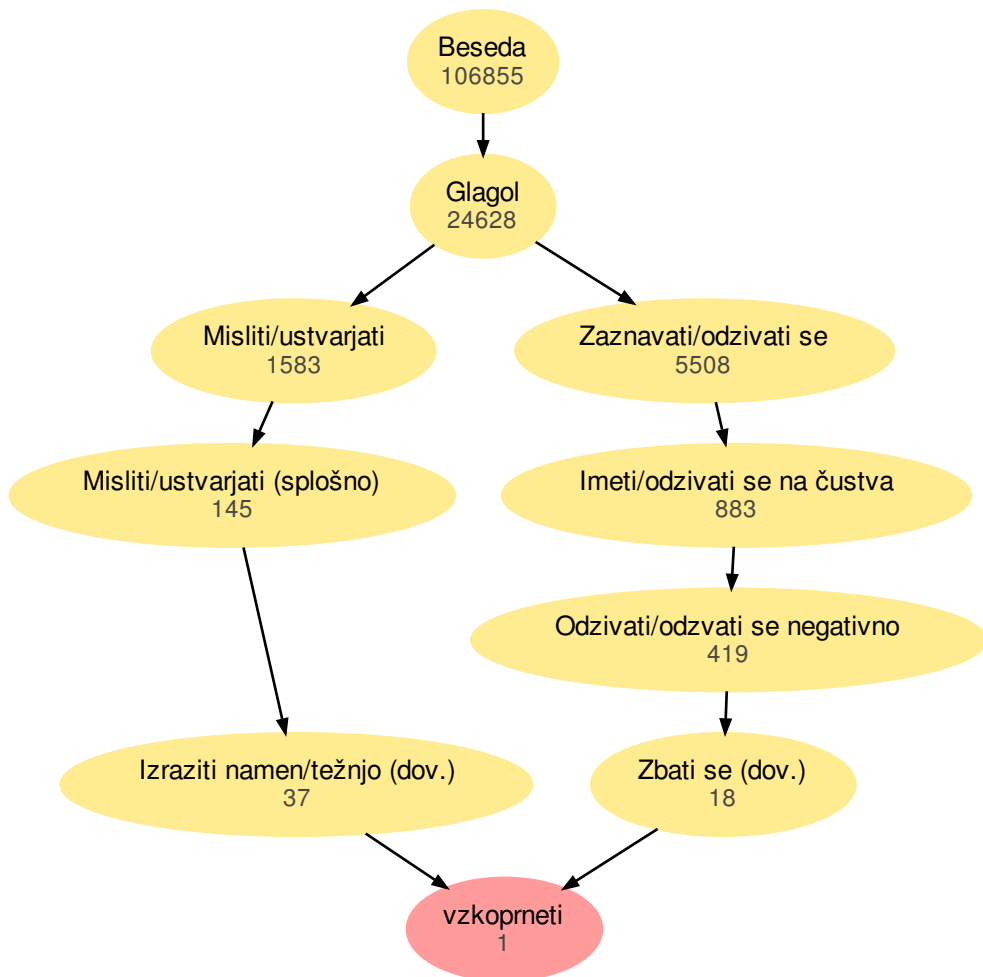 Beseda
106855
Glagol
24628
Misliti/ustvarjati
1583
Zaznavati/odzivati se
5508
Misliti/ustvarjati (splošno)
145
Imeti/odzivati se na čustva
883
Odzivati/odzvati se negativno
419
Izraziti namen/težnjo (dov.)
37
Zbati se (dov.)
18
vzkoprneti
1